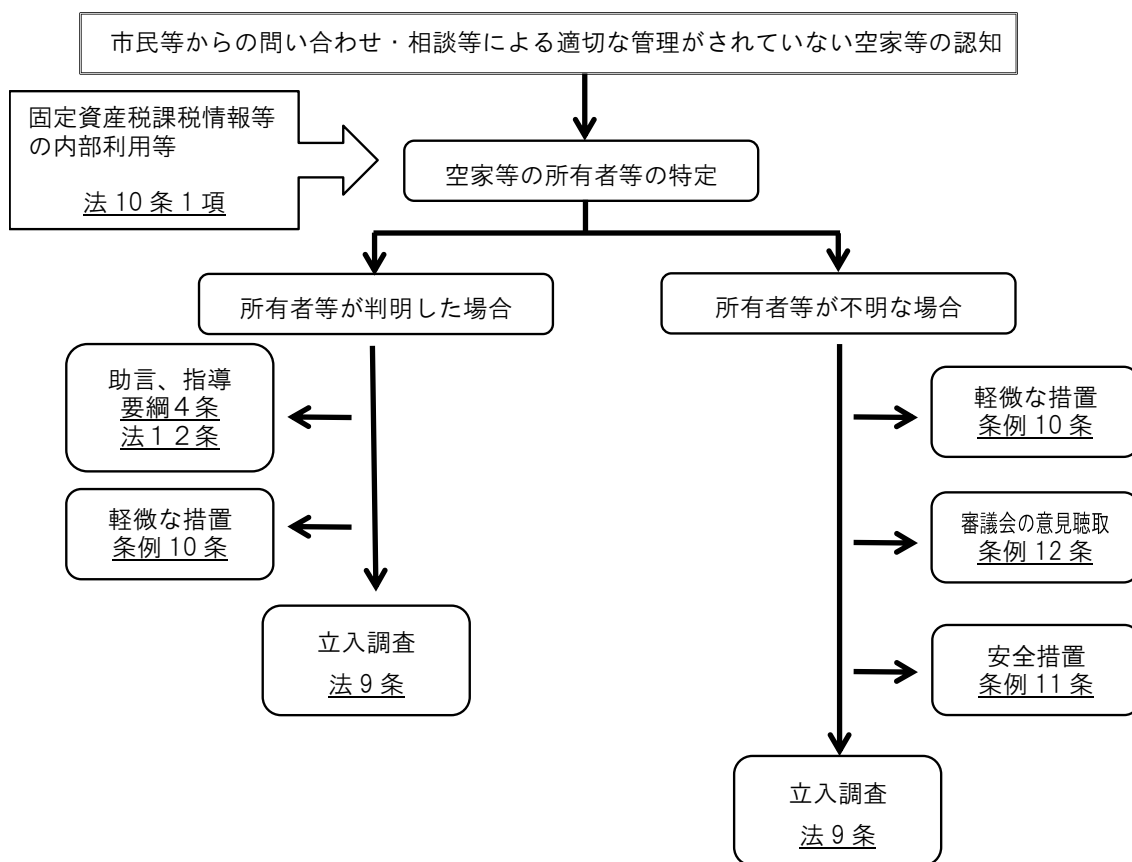 市民等からの問い合わせ・相談等による適切な管理がされていない空家等の認知
固定資産税課税情報等
の内部利用等
法10条1項
空家等の所有者等の特定
所有者等が判明した場合
所有者等が不明な場合
助言、指導
要綱４条
法１２条
軽微な措置
条例10条
立入調査
法9条
軽微な措置
条例10条
審議会の意見聴取
条例12条
安全措置
条例11条
立入調査
法9条